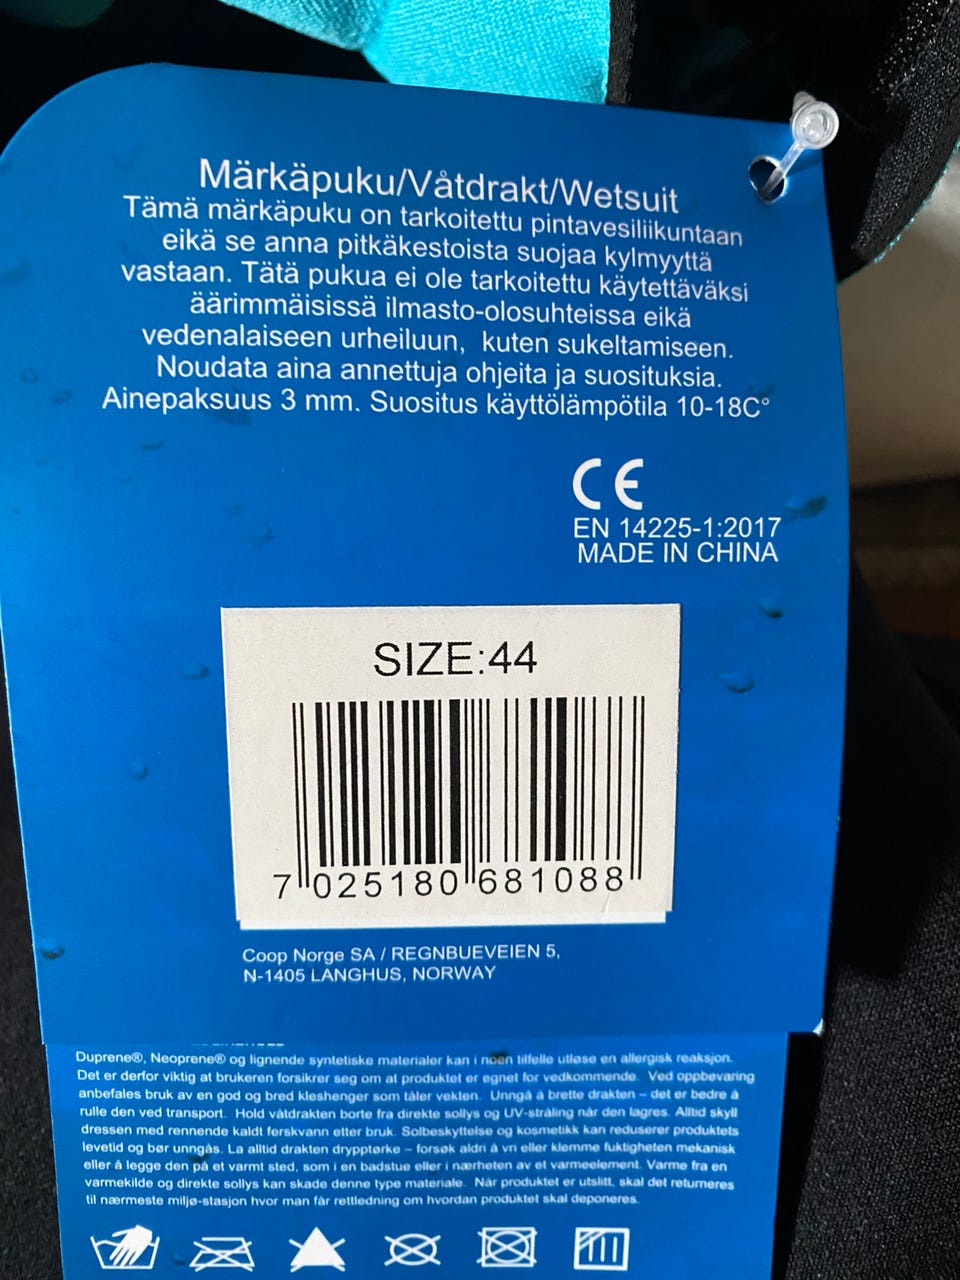 Märkäpuku/Våtdrakt/Wetsuit
Tämä märkäpuku on tarkoitettu pintavesiliikuntaan
eikä se anna pitkäkestoista suojaa kylmyyttä
vastaan. Tätä pukua ei ole tarkoitettu käytettäväksi
äärimmäisissä ilmasto-olosuhteissa eikä
vedenalaiseen urheiluun, kuten sukeltamiseen.
Noudata aina annettuja ohjeita ja suosituksia.
Ainepaksuus 3 mm. Suositus käyttölämpötila 10-18C°
CE
EN 14225-1:2017
MADE IN CHINA
SIZE:44
7 025180 681088
Coop Norge SA / REGNBUEVEIEN 5,
N-1405 LANGHUS, NORWAY
Duprene®, Neoprene® og lignende syntetiske materialer kan i noen tilfelle utløse en allergisk reaksjon.
Det er derfor viktig at brukeren forsikrer seg om at produktet er egnet for vedkommende. Ved oppbevaring
anbefales bruk av en god og bred kleshenger som tåler vekten. Unngå å brette drakten – det er bedre å
rulle den ved transport. Hold våtdrakten borte fra direkte sollys og UV-stråling når den lagres. Alltid skyll
dressen med rennende kaldt ferskvann etter bruk. Solbeskyttelse og kosmetikk kan reduserer produktets
levetid og bør unngås. La alltid drakten drypptørke – forsøk aldri å vri eller klemme fuktigheten mekanisk
eller å legge den på et varmt sted, som i en badstue eller i nærheten av et varmeelement. Varme fra en
varmekilde og direkte sollys kan skade denne type materiale. Når produktet er utslitt, skal det returneres
til nærmeste miljø-stasjon hvor man får rettledning om hvordan produktet skal deponeres.